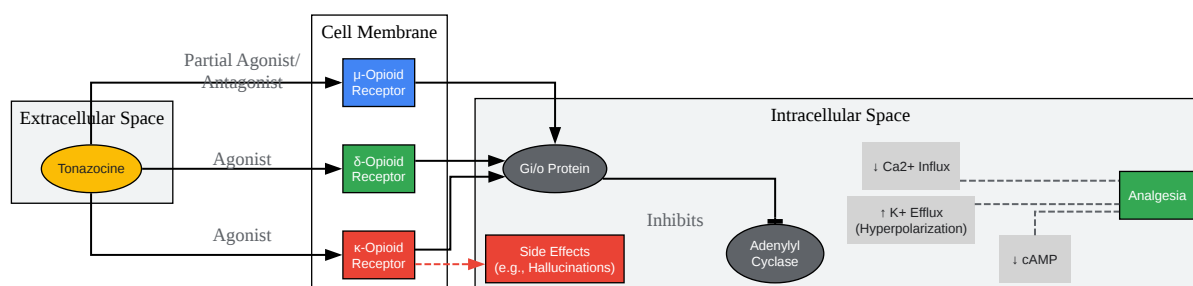 Cell Membrane
Partial Agonist/
Antagonist
μ-Opioid
Receptor
Extracellular Space
Intracellular Space
Tonazocine
Agonist
δ-Opioid
Receptor
Gi/o Protein
↓ Ca2+ Influx
Analgesia
↑ K+ Efflux
(Hyperpolarization)
Agonist
κ-Opioid
Receptor
Side Effects
(e.g., Hallucinations)
Inhibits
Adenylyl
Cyclase
↓ cAMP